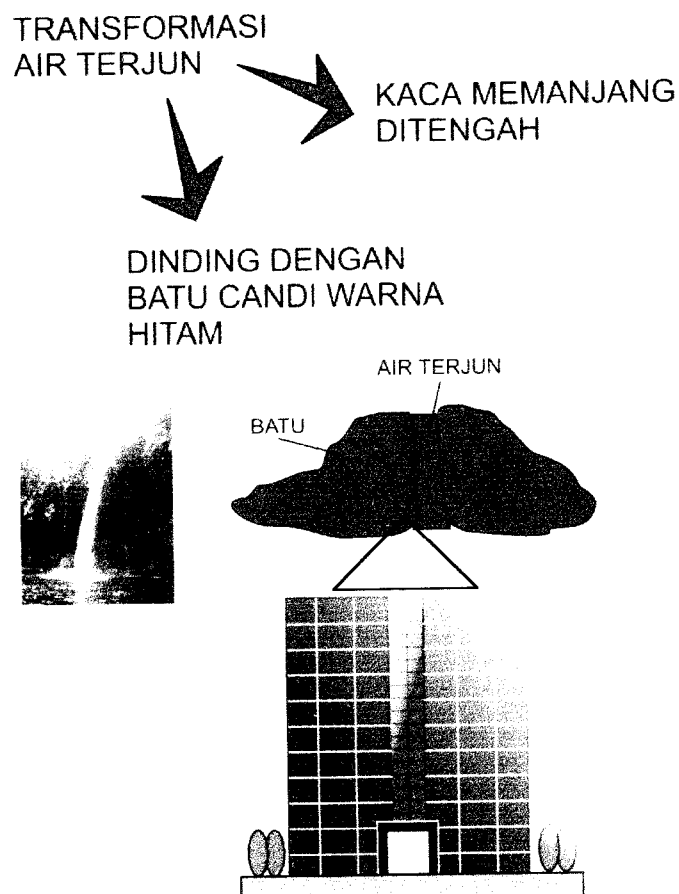 TRANSFORMASI
AIR TERJUN
KACA MEMANJANG
DITENGAH
DINDING DENGAN
BATU CANDI WARNA
HITAM
AIR TERJUN
BATU